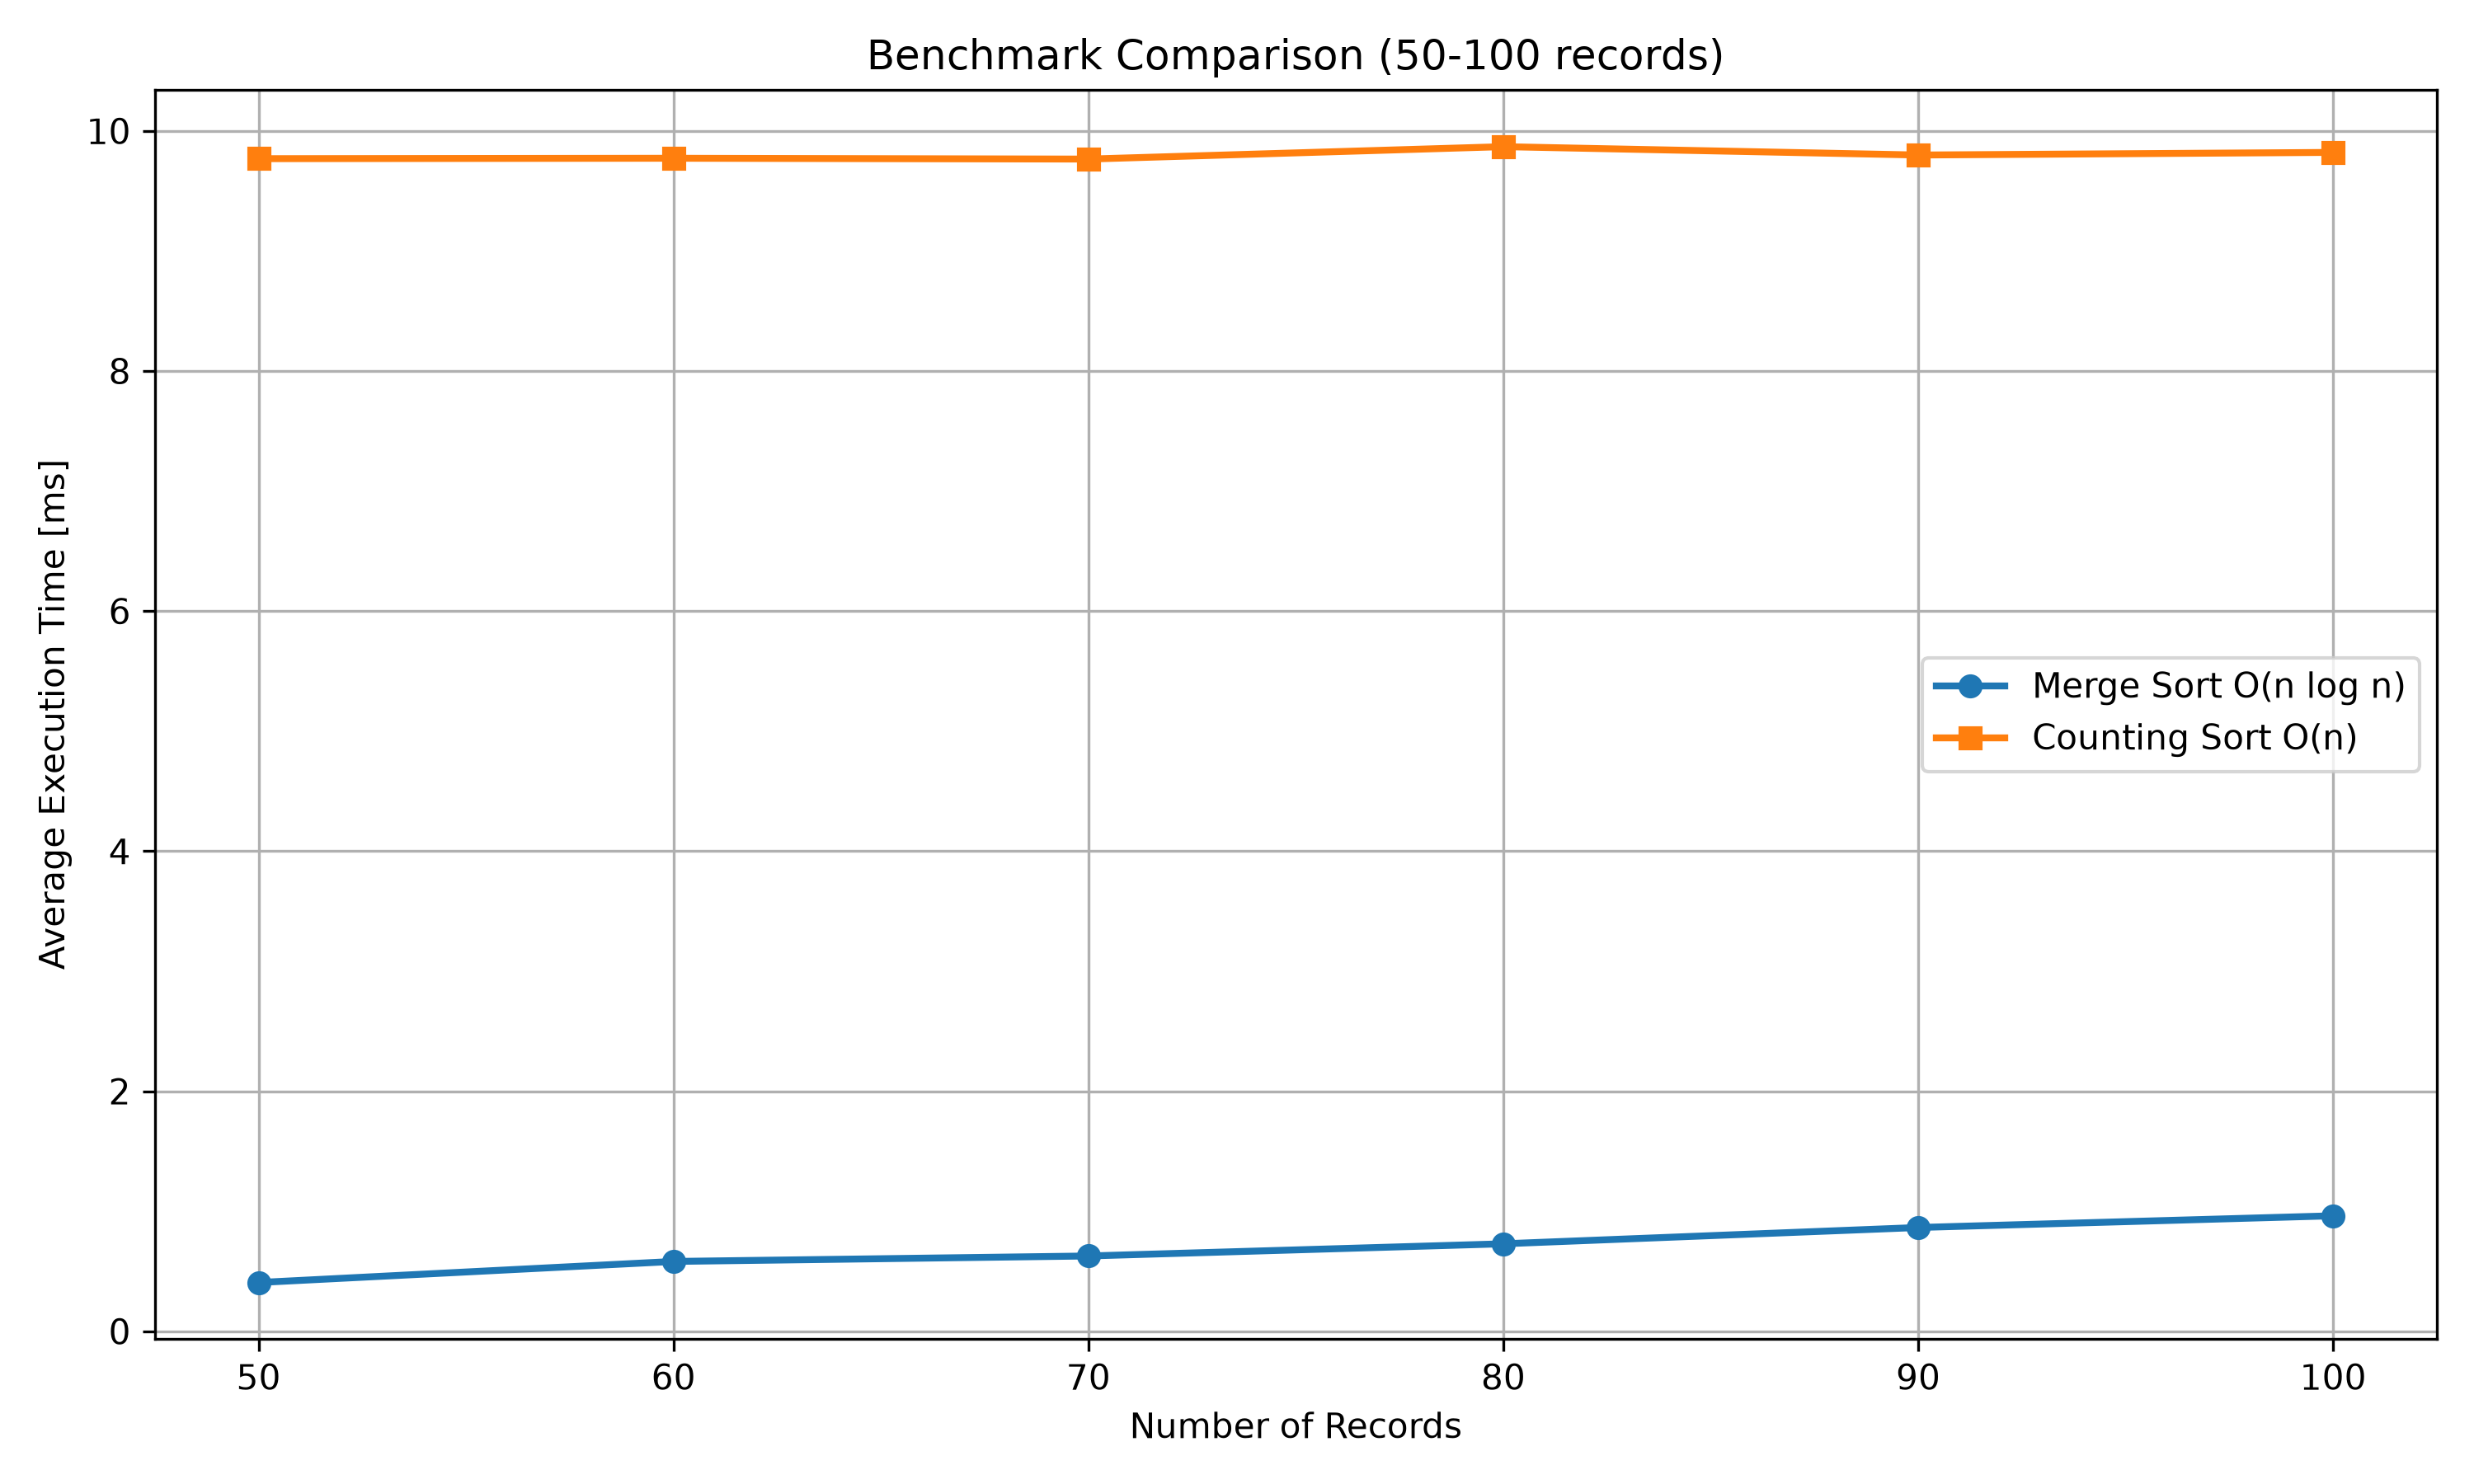 Benchmark Comparison (50-100 records)
Average Execution Time [ms]
10
8
6
4
2
0
Merge Sort O(n log n)
Counting Sort O(n)
50 60 70 80 90 100
Number of Records